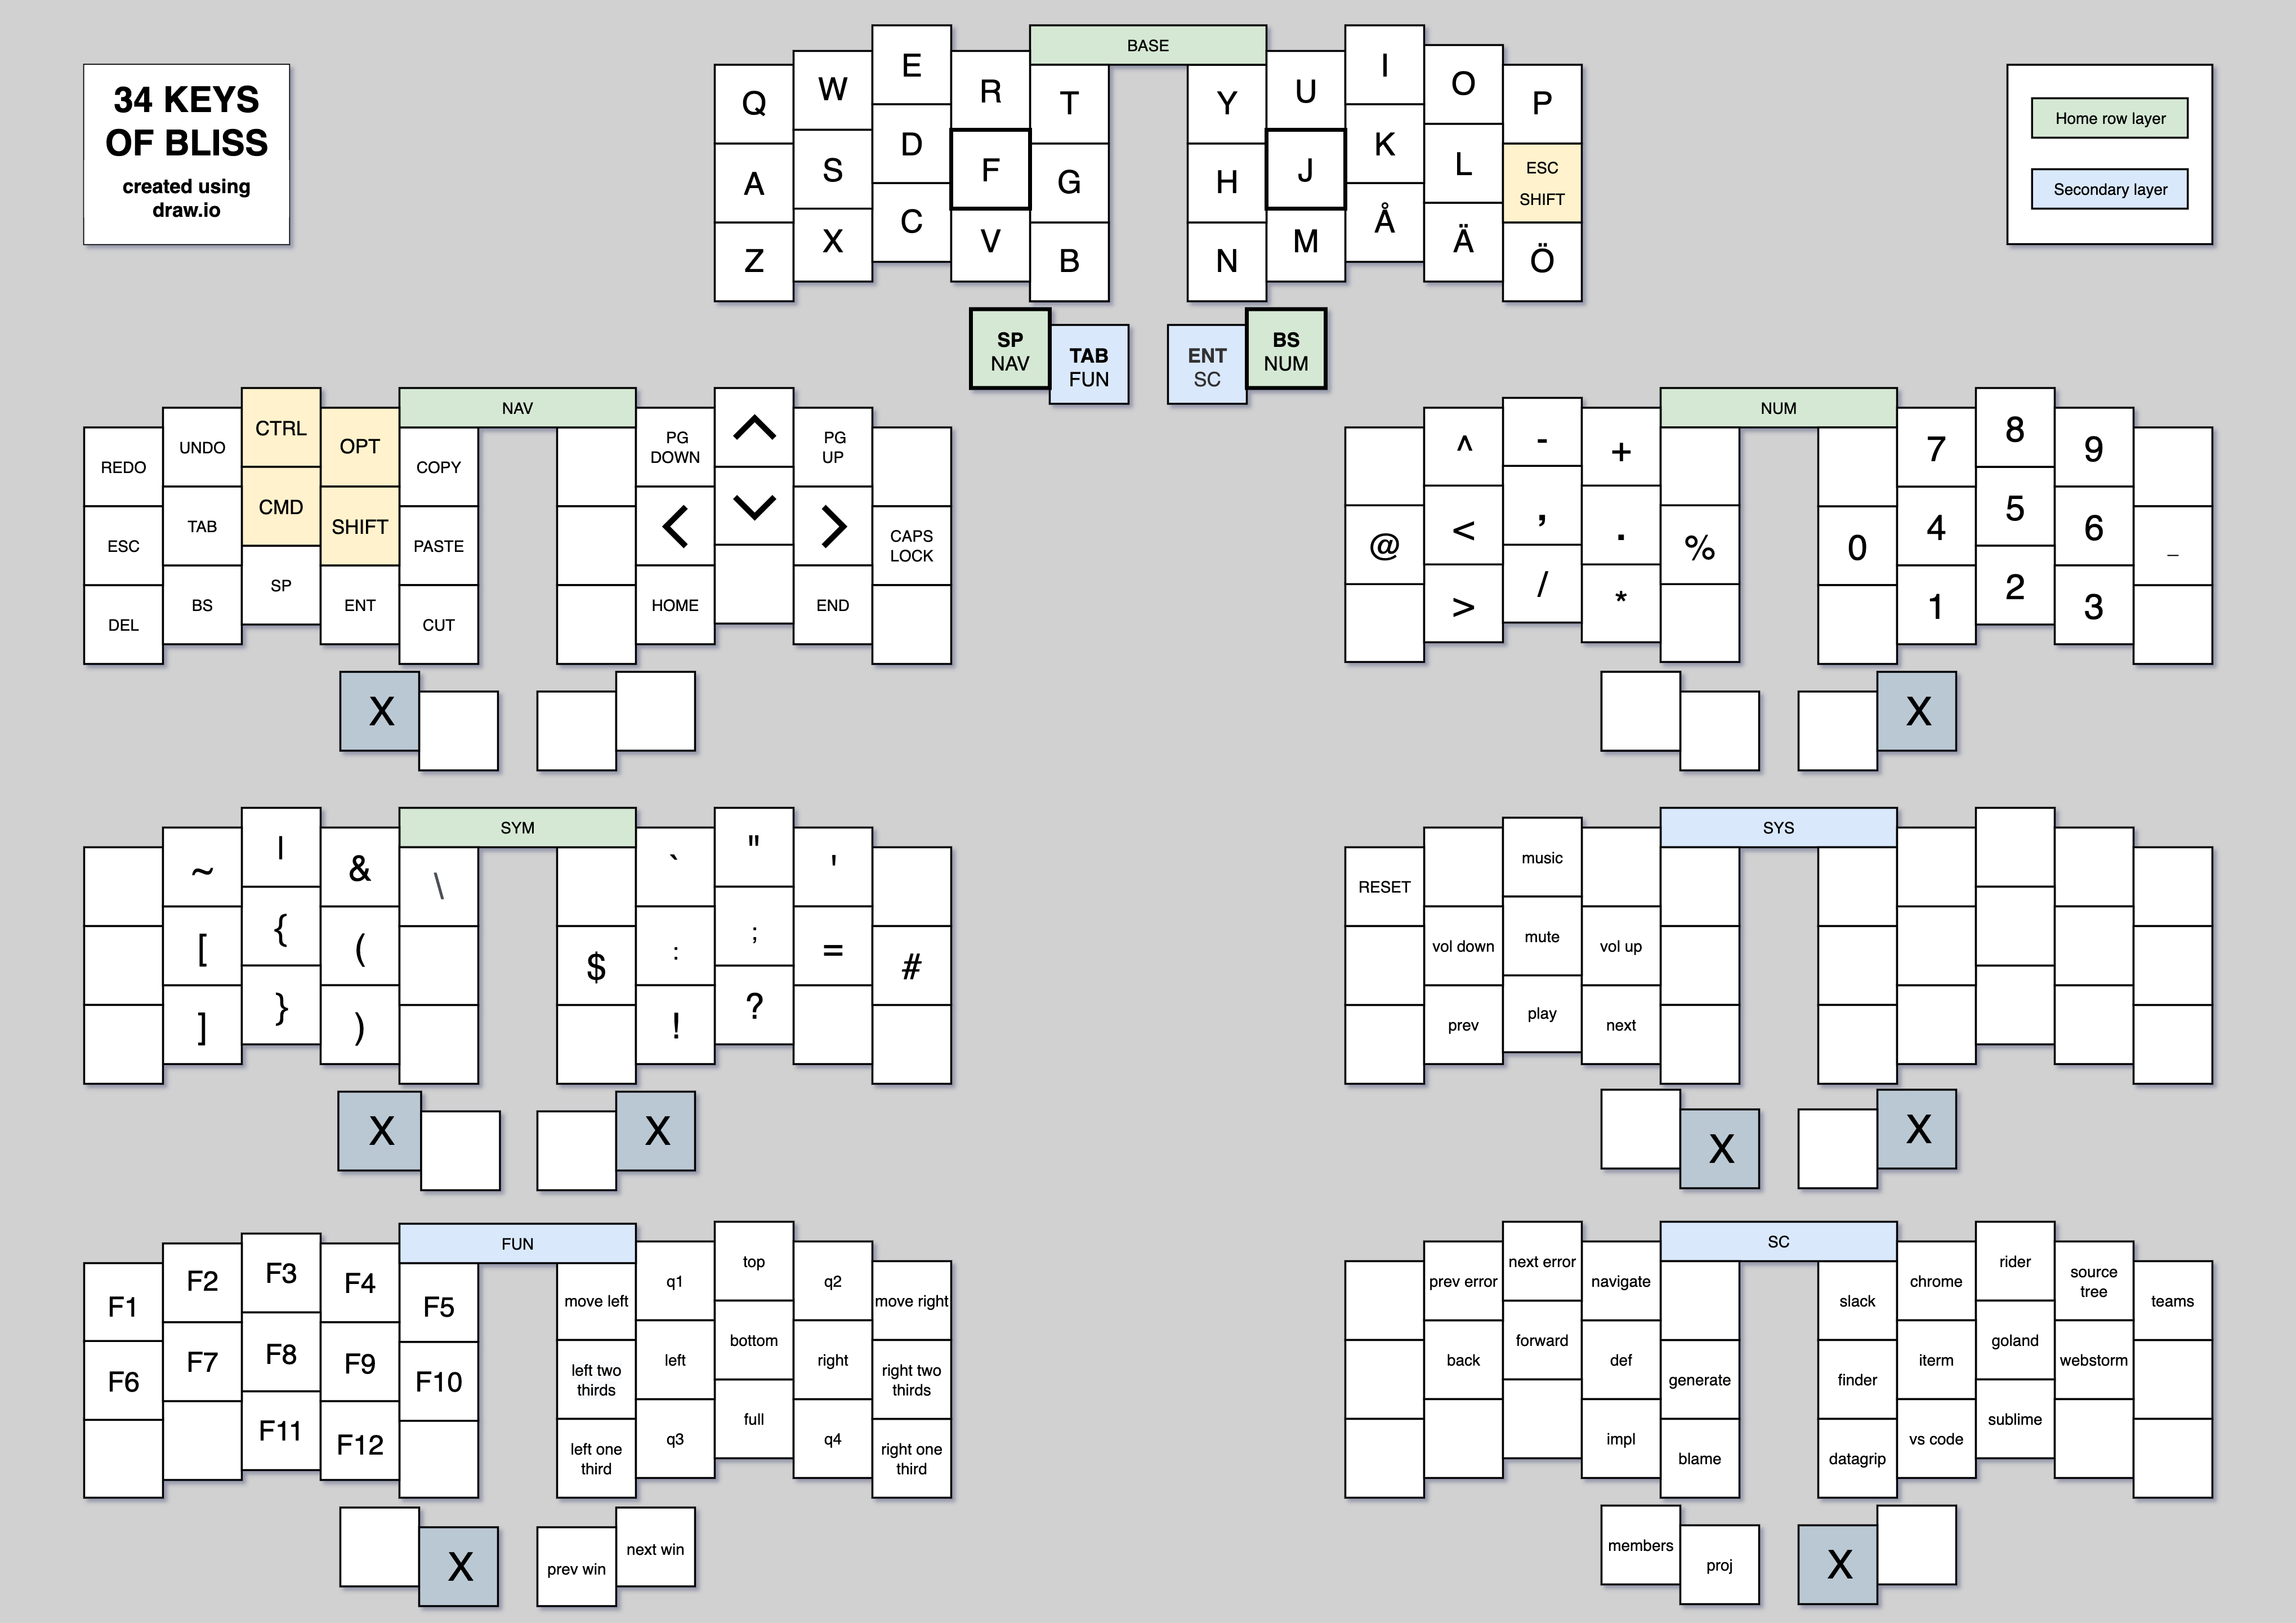 34 KEYS
OF BLISS
created using
draw.io
BASE
Home row layer
Secondary layer
Q W E R T Y U I O P
A S D F G H J K L ESC
SHIFT
Z X C V B N M Å Ä Ö
SP
NAV
TAB
FUN
ENT
SC
BS
NUM
NAV
REDO UNDO CTRL OPT COPY PG
DOWN
^
PG
UP
ESC TAB CMD SHIFT PASTE < ⌄ > CAPS
LOCK
DEL BS SP ENT CUT HOME END
X
NUM
^ - + 7 8 9
@ < , . % 0 4 5 6 _
> / * 1 2 3
X
SYM
~ | & \ ` " '
[ { ( $ : ; = #
] } ) ! ?
X X
SYS
RESET music
vol down mute vol up
prev play next
X X
FUN
F1 F2 F3 F4 F5 move left q1 top q2 move right
F6 F7 F8 F9 F10 left two
thirds
left bottom right right two
thirds
F11 F12 left one
third
q3 full q4 right one
third
X prev win next win
SC
prev error next error navigate slack chrome rider source
tree
teams
back forward def generate finder iterm goland webstorm
impl blame datagrip vs code sublime
members proj X